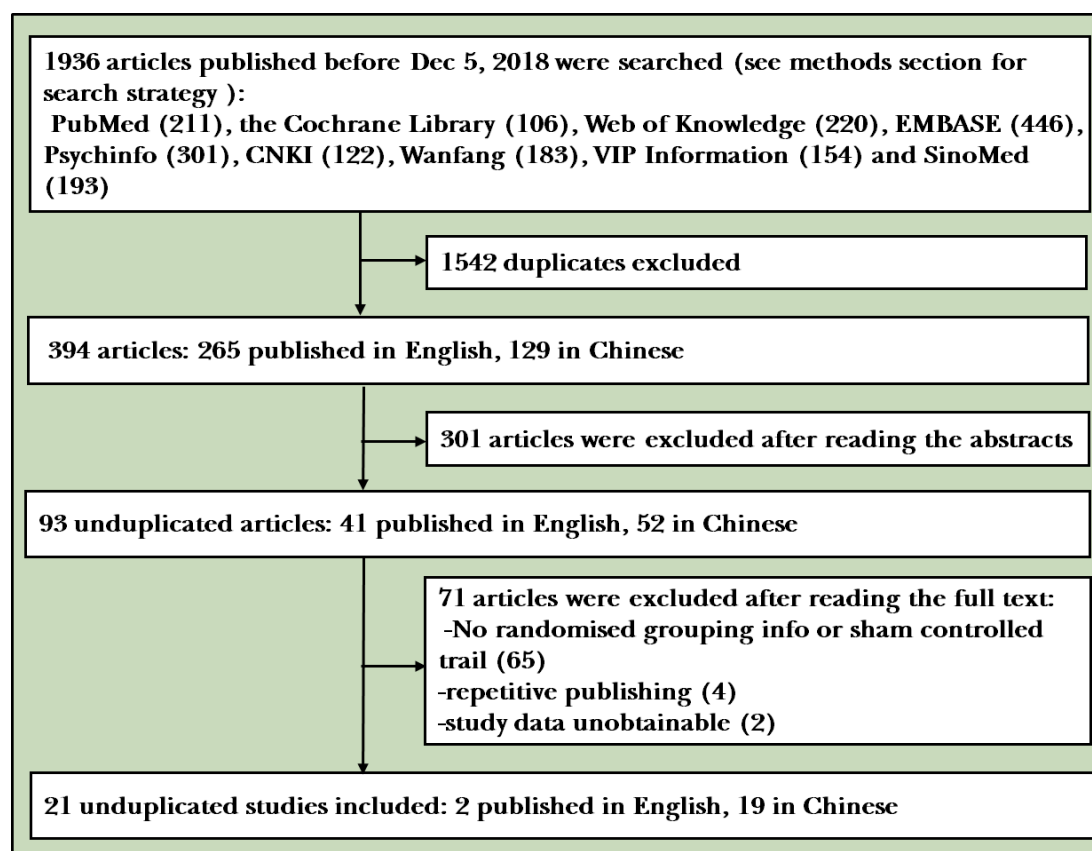 1936 articles published before Dec 5, 2018 were searched (see methods section for
search strategy ):
PubMed (211), the Cochrane Library (106), Web of Knowledge (220), EMBASE (446),
Psychinfo (301), CNKI (122), Wanfang (183), VIP Information (154) and SinoMed
(193)
1542 duplicates excluded
394 articles: 265 published in English, 129 in Chinese
301 articles were excluded after reading the abstracts
93 unduplicated articles: 41 published in English, 52 in Chinese
71 articles were excluded after reading the full text:
-No randomised grouping info or sham controlled
trail (65)
-repetitive publishing (4)
-study data unobtainable (2)
21 unduplicated studies included: 2 published in English, 19 in Chinese